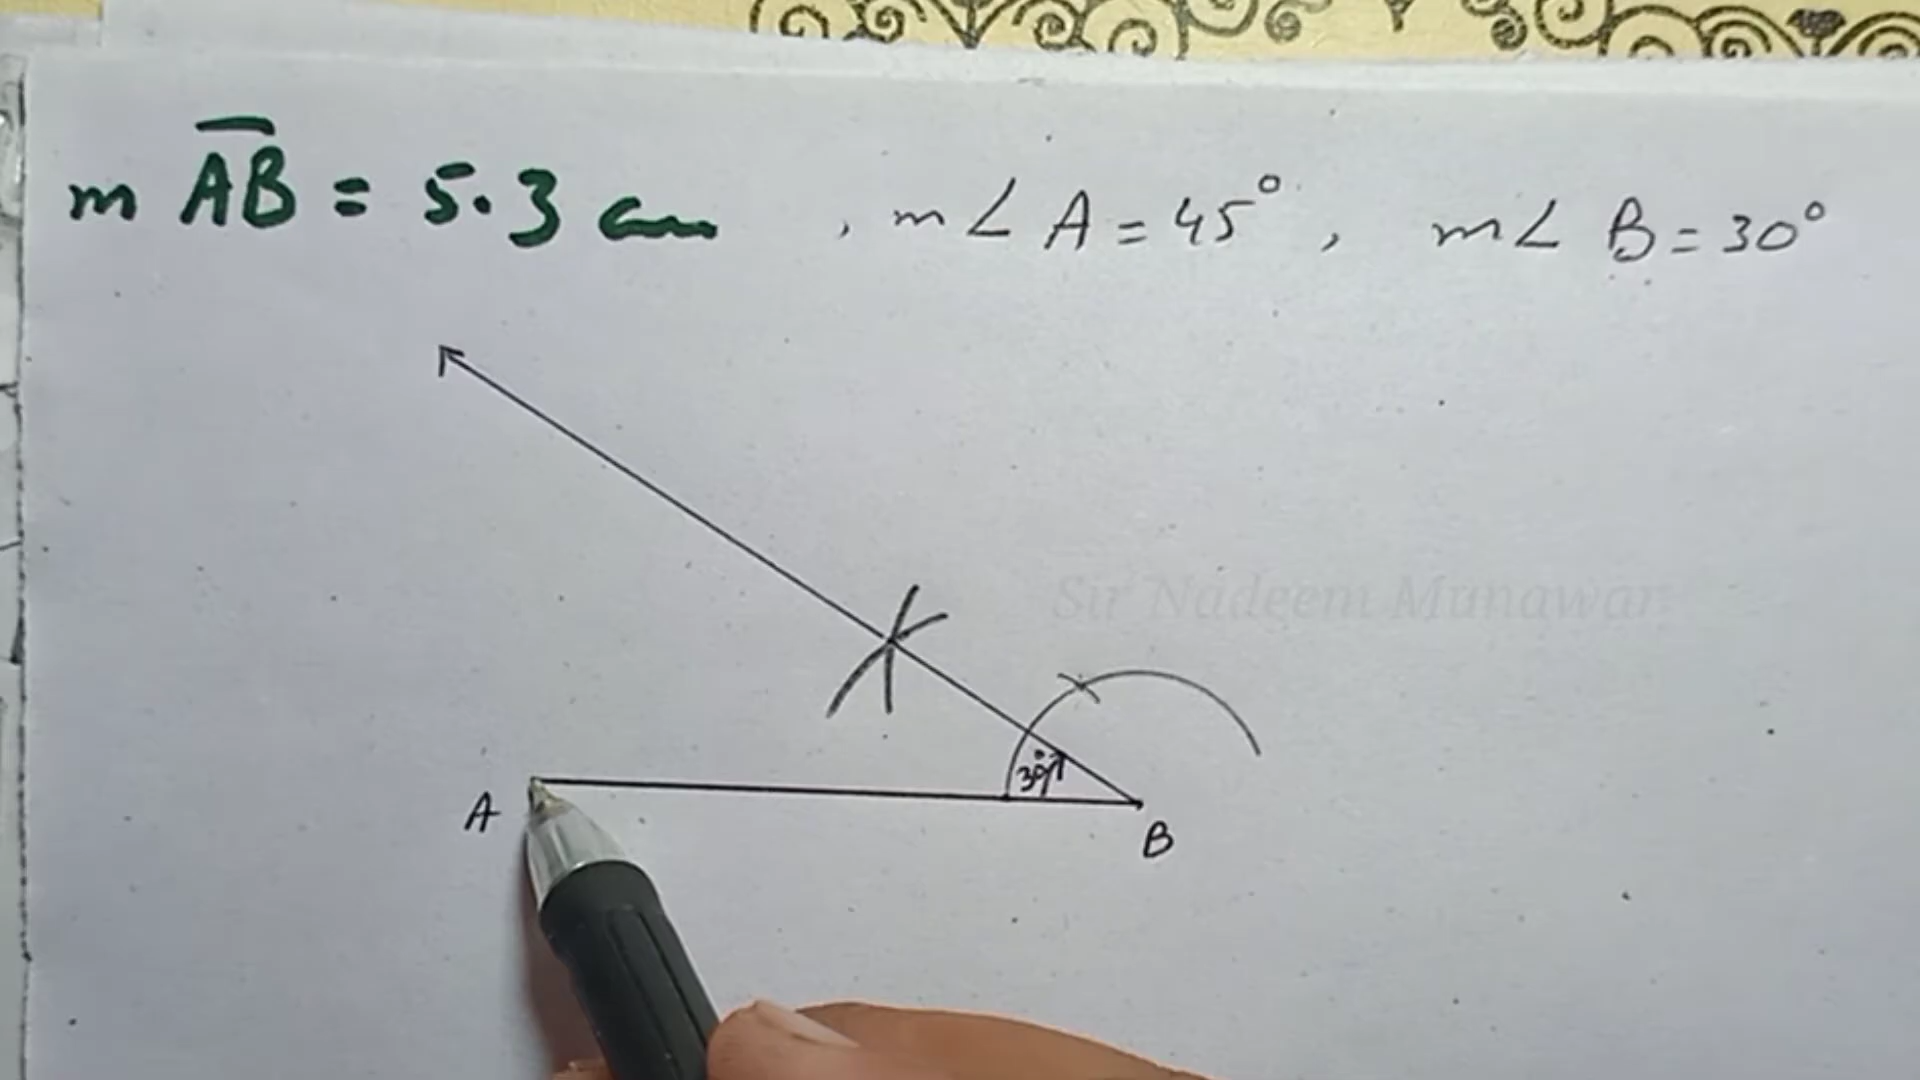 m AB = 5.3 cm , m∠ A = 45° , m∠ B = 30°
Sir Nadeem Munawar
30°
A
B